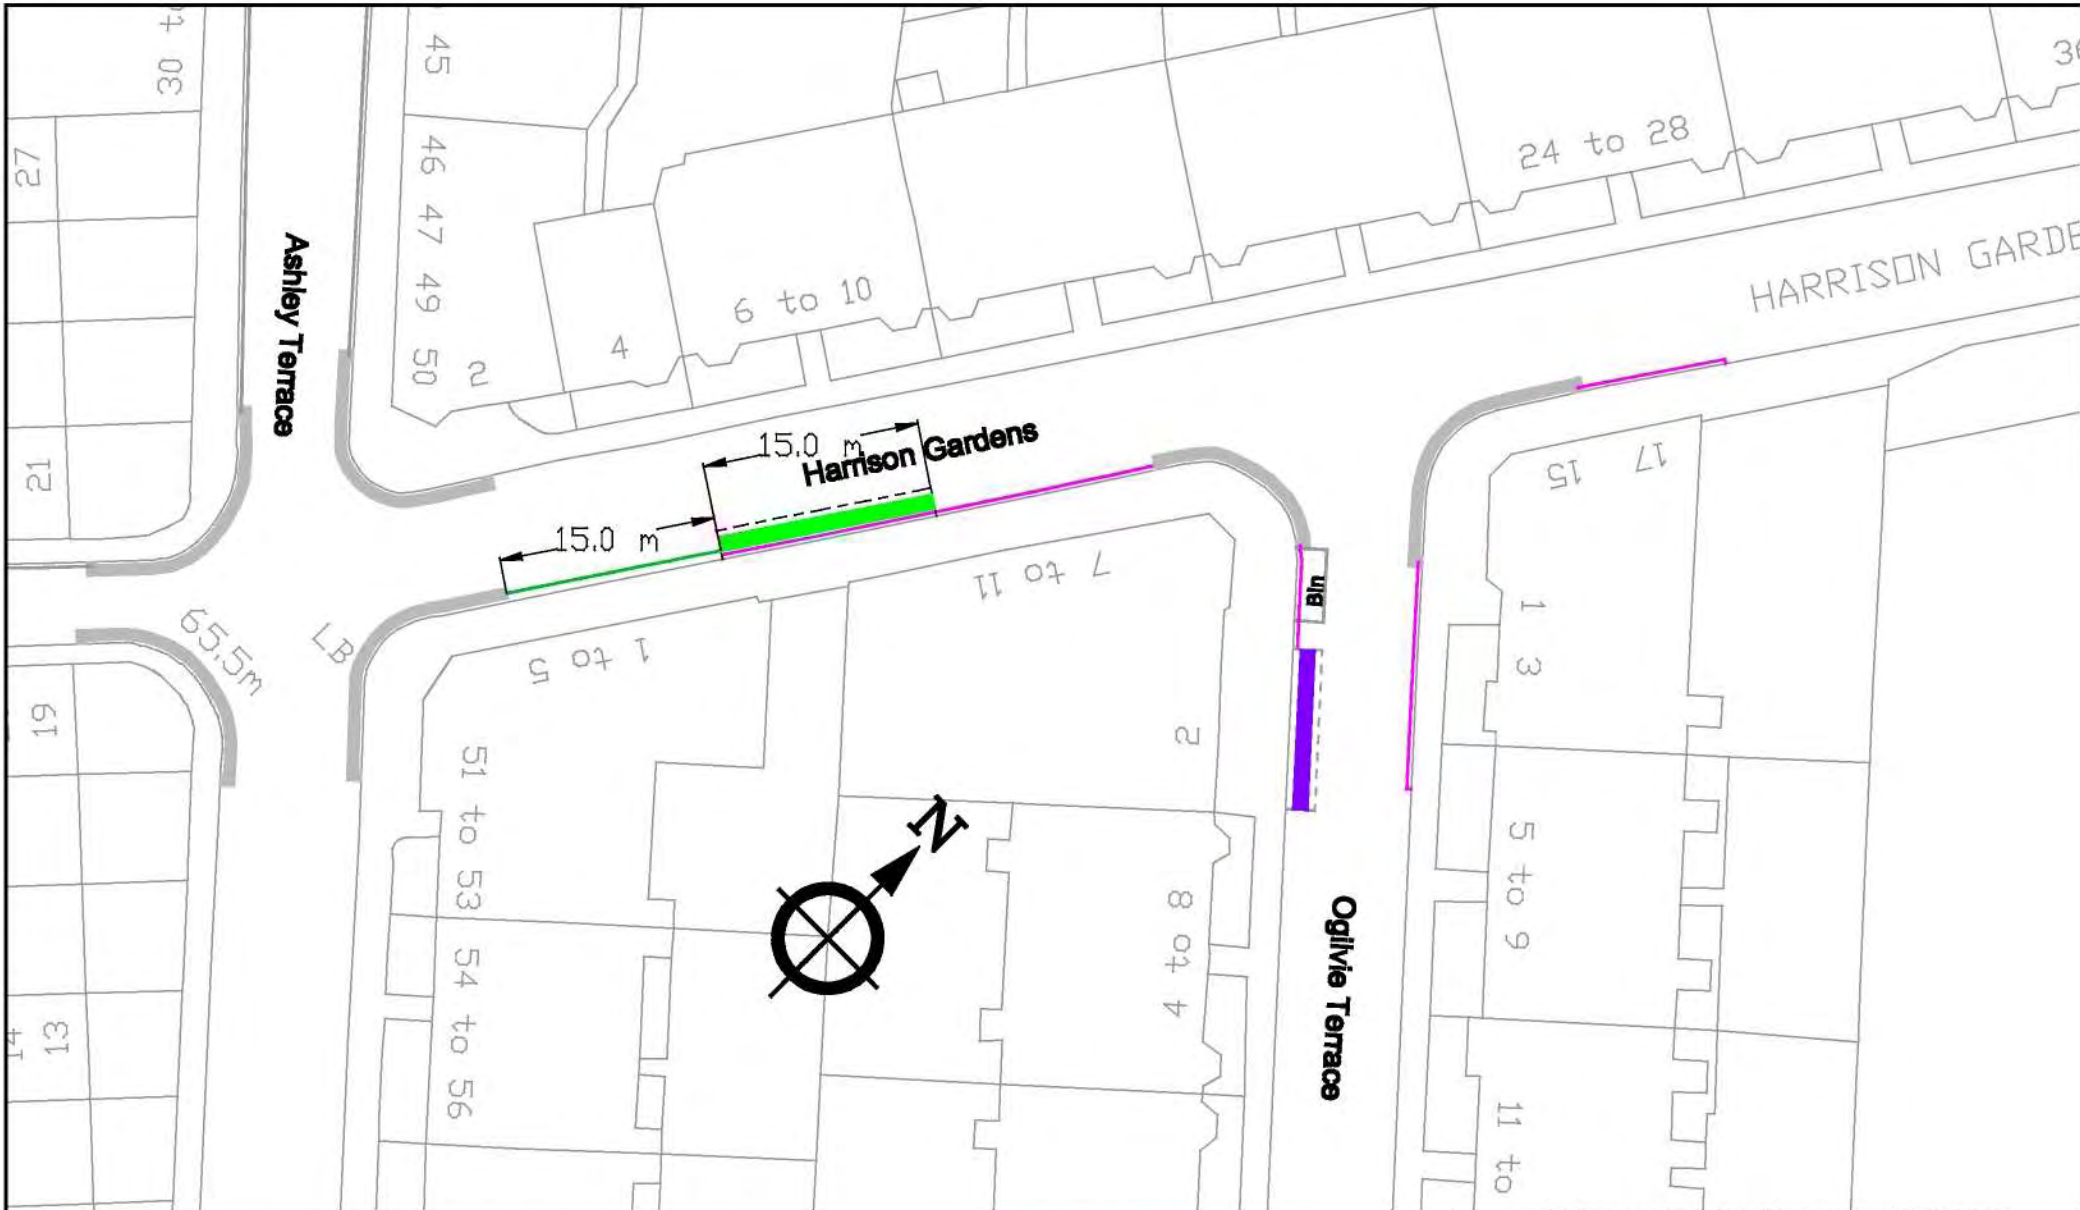 30 t
45
36
27
46
24 to 28
47
Ashley Terrace
HARRISON GARDE
49
6 to 10
4
50
2
15.0 m
Harrison Gardens
21
17
15
15.0 m
7 to 11
Bin
1
65.5m
LB
1 to 5
3
19
2
51 to 53
N
5 to 9
4 to 8
Ogilvie Terrace
54 to 56
14
13
11 to